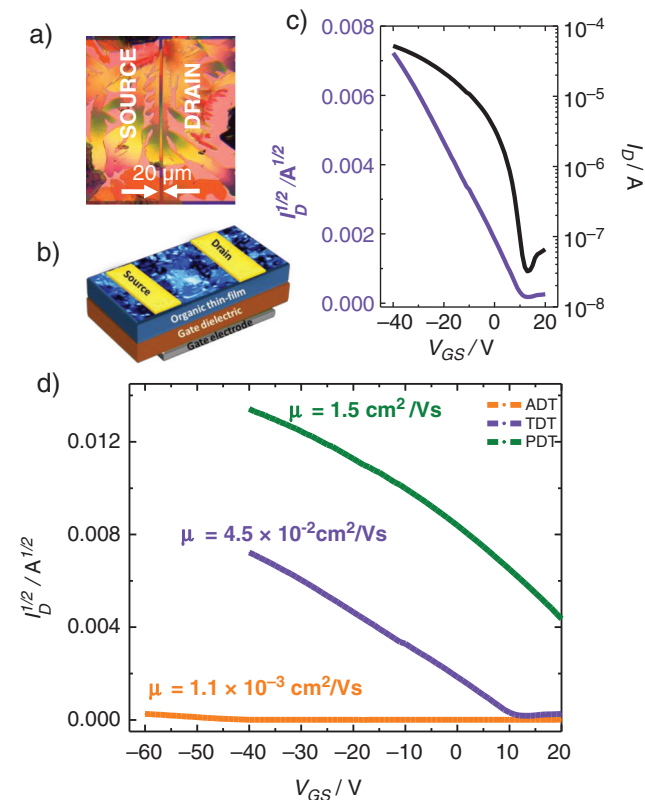 a)
SOURCE
DRAIN
20 µm
b)
Source
Drain
Organic thin-film
Gate dielectric
Gate electrode
c)
0.008
0.006
0.004
0.002
0.000
I_D^{1/2}/A^{1/2}
10⁻⁴
10⁻⁵
10⁻⁶
10⁻⁷
10⁻⁸
I_D / A
−40 −20 0 20
V_GS / V
d)
0.012
0.008
0.004
0.000
I_D^{1/2} / A^{1/2}
μ = 1.5 cm² /Vs
μ = 4.5 × 10⁻²cm²/Vs
μ = 1.1 × 10⁻³ cm²/Vs
ADT
TDT
PDT
−60 −50 −40 −30 −20 −10 0 10 20
V_GS / V